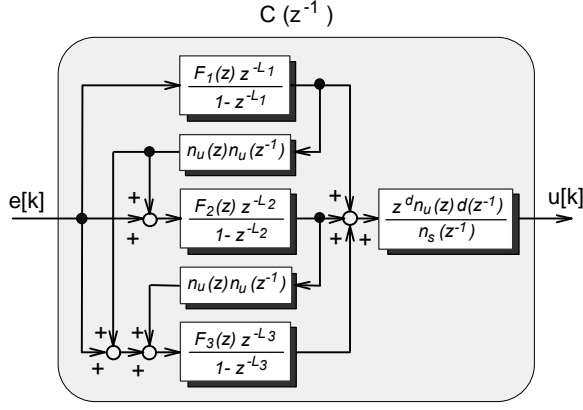 C (z⁻¹)
F₁(z) z⁻ᴸ¹
1- z⁻ᴸ¹
nᵤ(z)nᵤ(z⁻¹)
e[k]
+
+
F₂(z) z⁻ᴸ²
1- z⁻ᴸ²
+
+
+
zᵈnᵤ(z) d(z⁻¹)
nₛ(z⁻¹)
u[k]
nᵤ(z)nᵤ(z⁻¹)
+
+
+
+
F₃(z) z⁻ᴸ³
1- z⁻ᴸ³